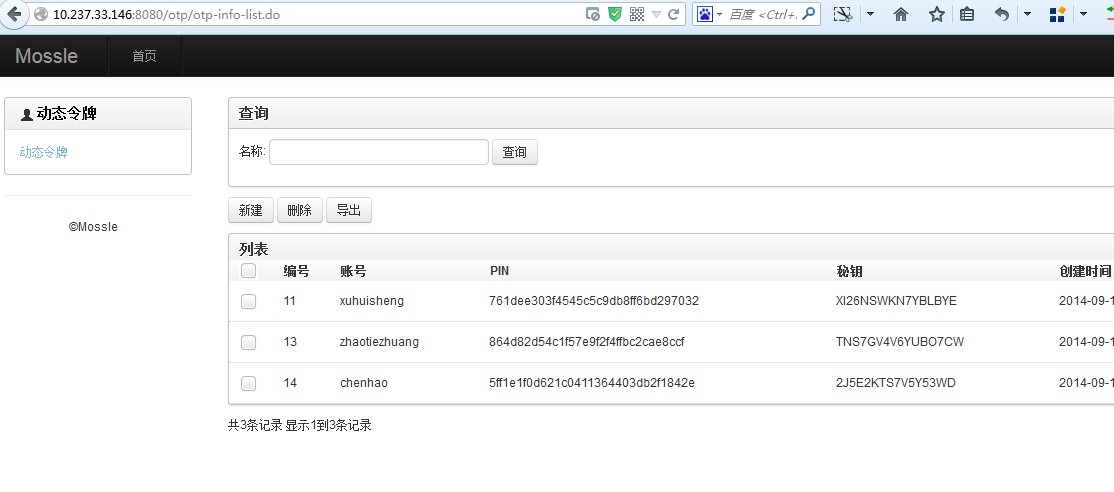 10.237.33.146:8080/otp/otp-info-list.do 百度 <Ctrl+.
Mossle 首页
动态令牌
动态令牌
©Mossle
查询
名称: 查询
新建 删除 导出
列表
编号 账号 PIN 秘钥 创建时间
11 xuhuisheng 761dee303f4545c5c9db8ff6bd297032 XI26NSWKN7YBLBYE 2014-09-1
13 zhaotiezhuang 864d82d54c1f57e9f2f4ffbc2cae8ccf TNS7GV4V6YUBO7CW 2014-09-1
14 chenhao 5ff1e1f0d621c0411364403db2f1842e 2J5E2KTS7V5Y53WD 2014-09-1
共3条记录 显示1到3条记录